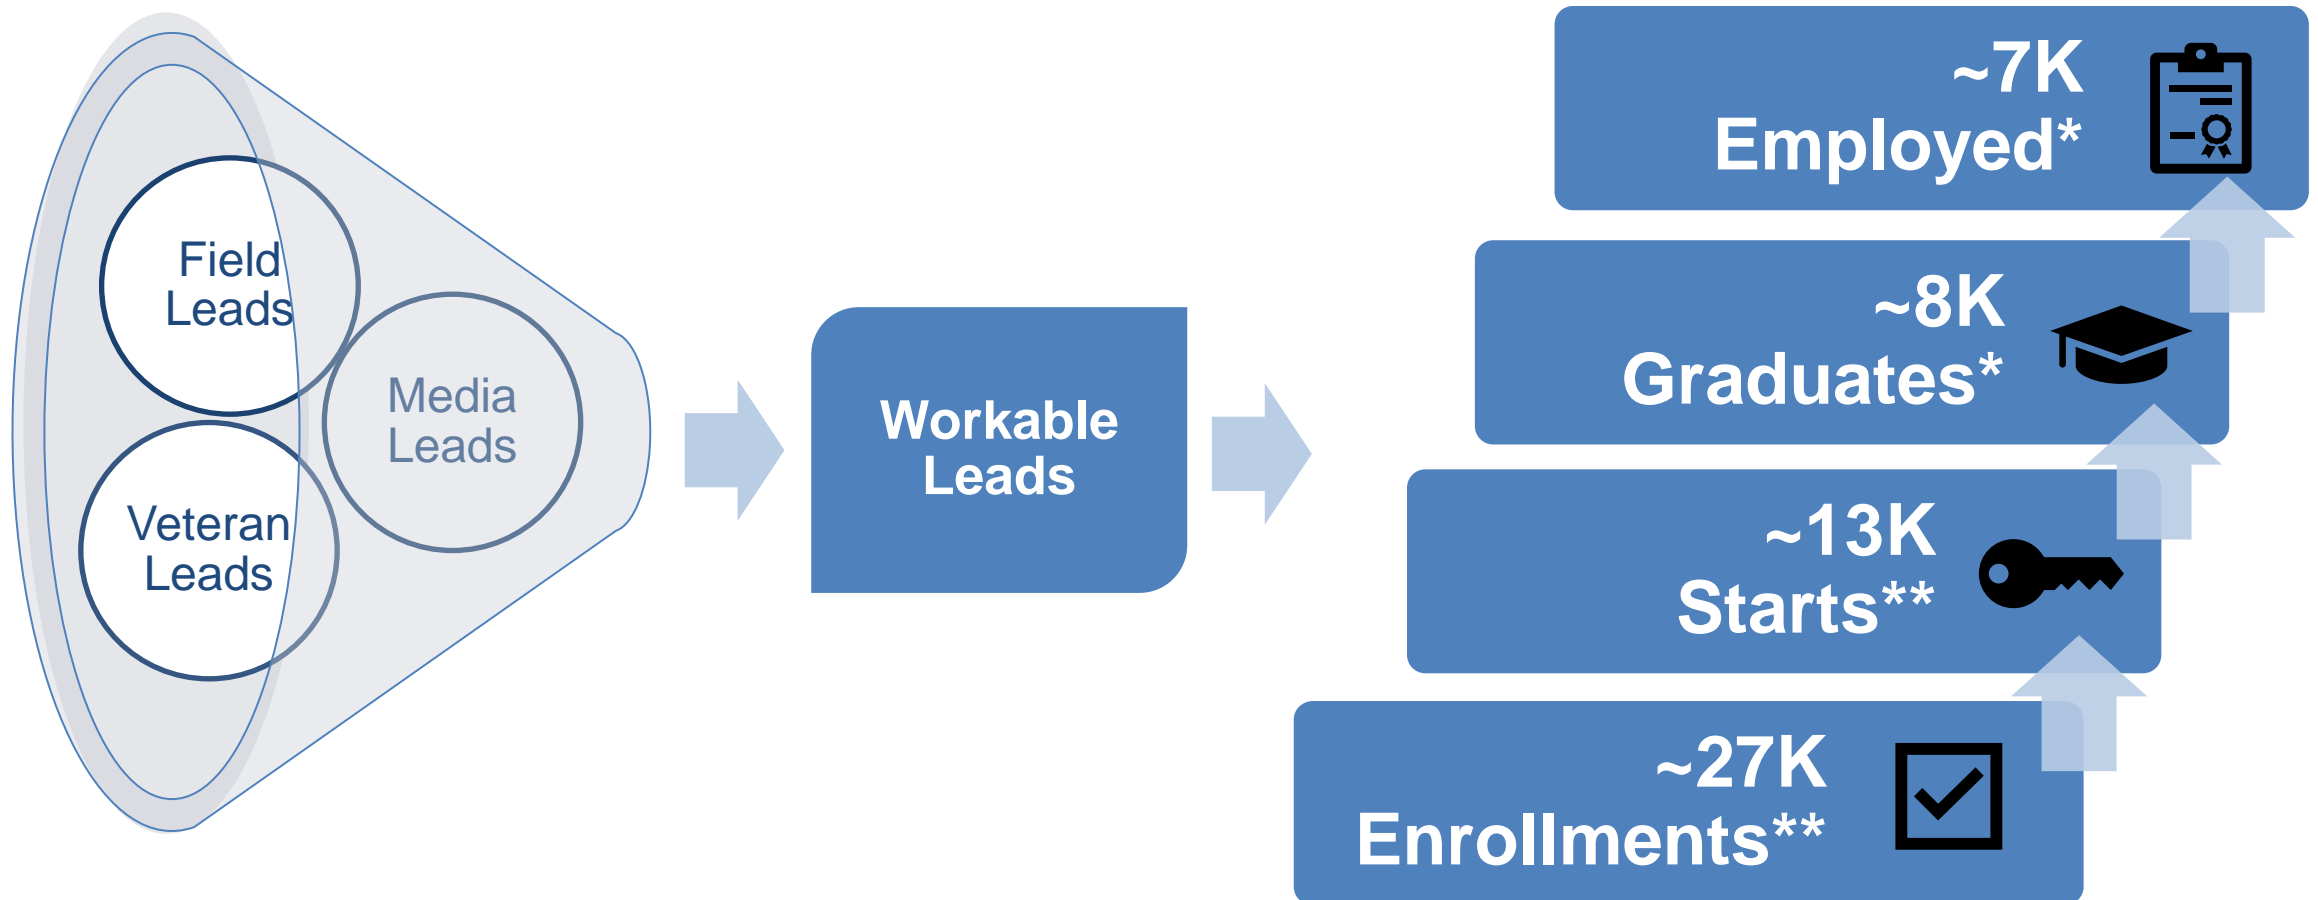 Field
Leads
Media
Leads
Veteran
Leads
Workable
Leads
~7K
Employed*
~8K
Graduates*
~13K
Starts**
~27K
Enrollments**